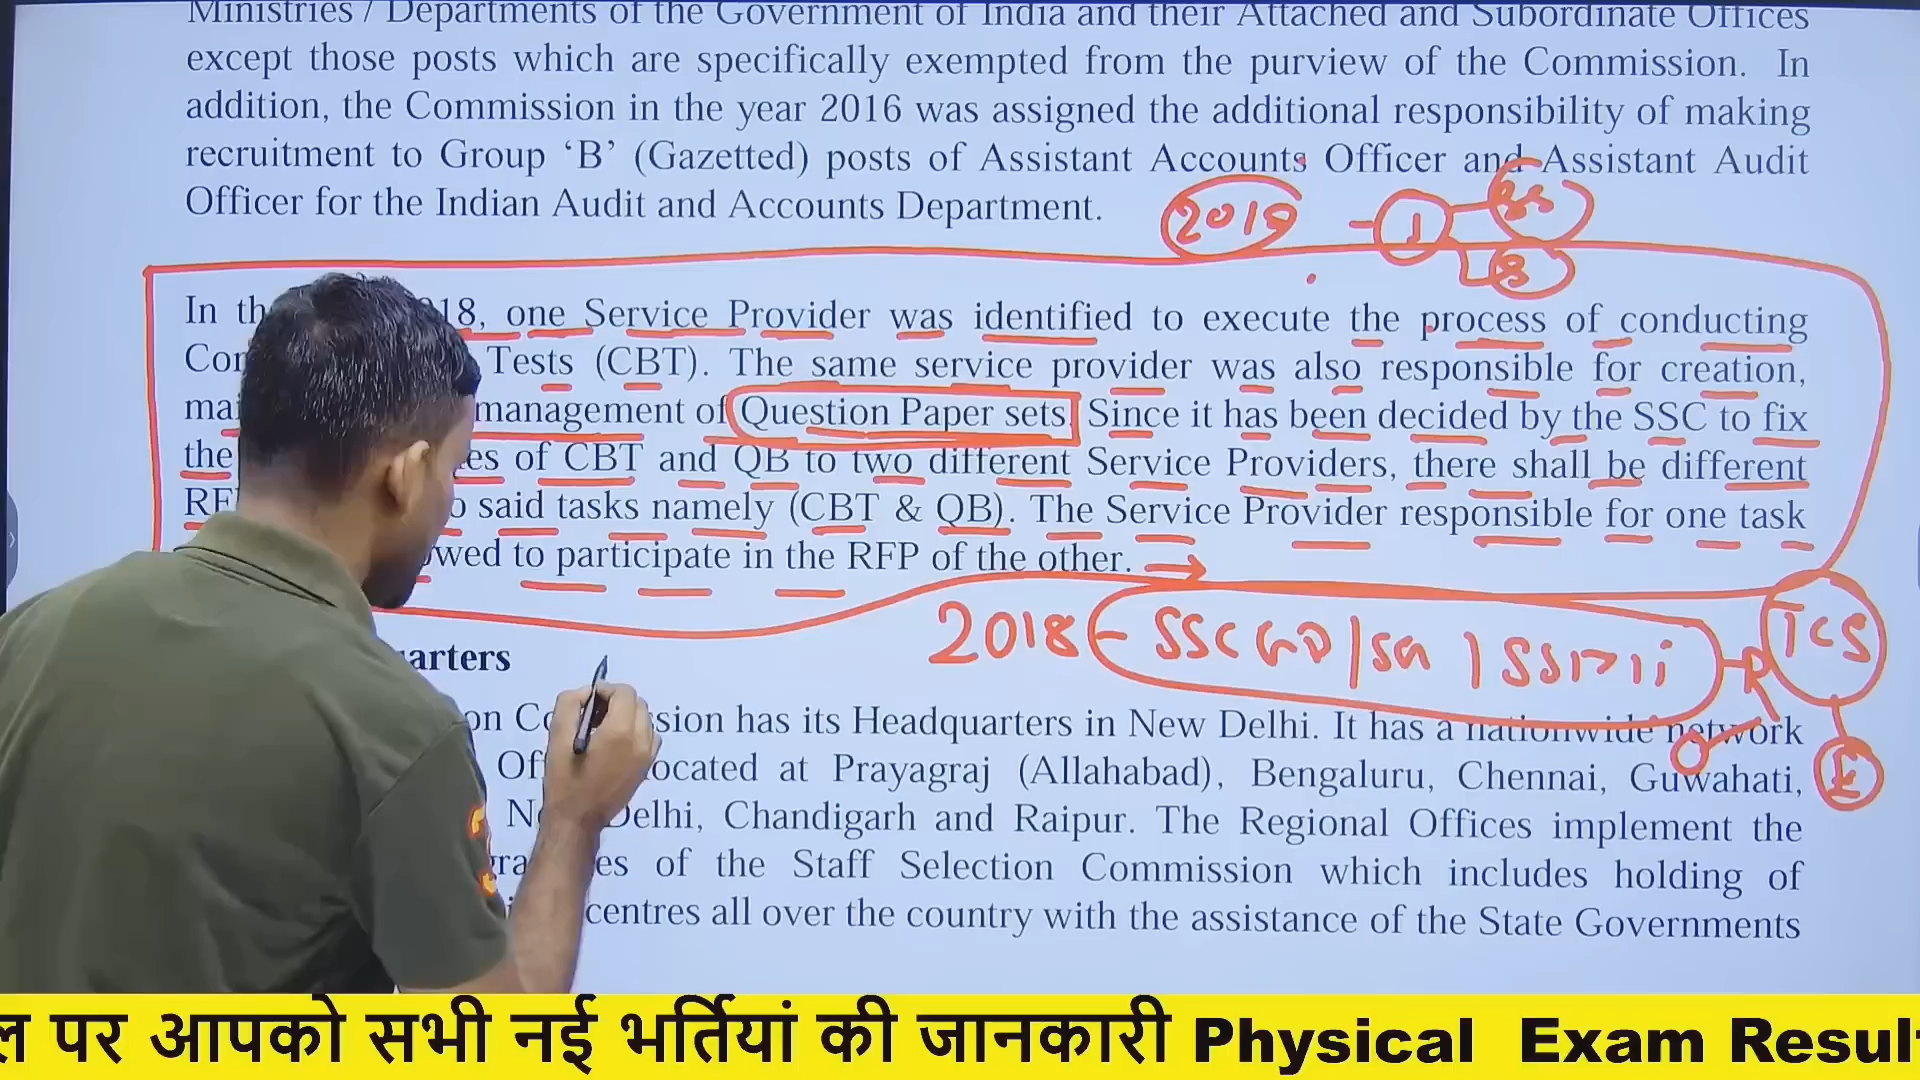 Ministries / Departments of the Government of India and their Attached and Subordinate Offices
except those posts which are specifically exempted from the purview of the Commission. In
addition, the Commission in the year 2016 was assigned the additional responsibility of making
recruitment to Group ‘B’ (Gazetted) posts of Assistant Accounts Officer and Assistant Audit
Officer for the Indian Audit and Accounts Department.
2019
In 18, one Service Provider was identified to execute the process of conducting
Tests (CBT). The same service provider was also responsible for creation,
management of Question Paper sets Since it has been decided by the SSC to fix
the of CBT and QB to two different Service Providers, there shall be different
said tasks namely (CBT & QB). The Service Provider responsible for one task
to participate in the RFP of the other.
2018 - SSC GD | | TCS
arters
sion has its Headquarters in New Delhi. It has a nationwide network
ocated at Prayagraj (Allahabad), Bengaluru, Chennai, Guwahati,
Delhi, Chandigarh and Raipur. The Regional Offices implement the
es of the Staff Selection Commission which includes holding of
centres all over the country with the assistance of the State Governments
पर आपको सभी नई भर्तियां की जानकारी Physical Exam Resul